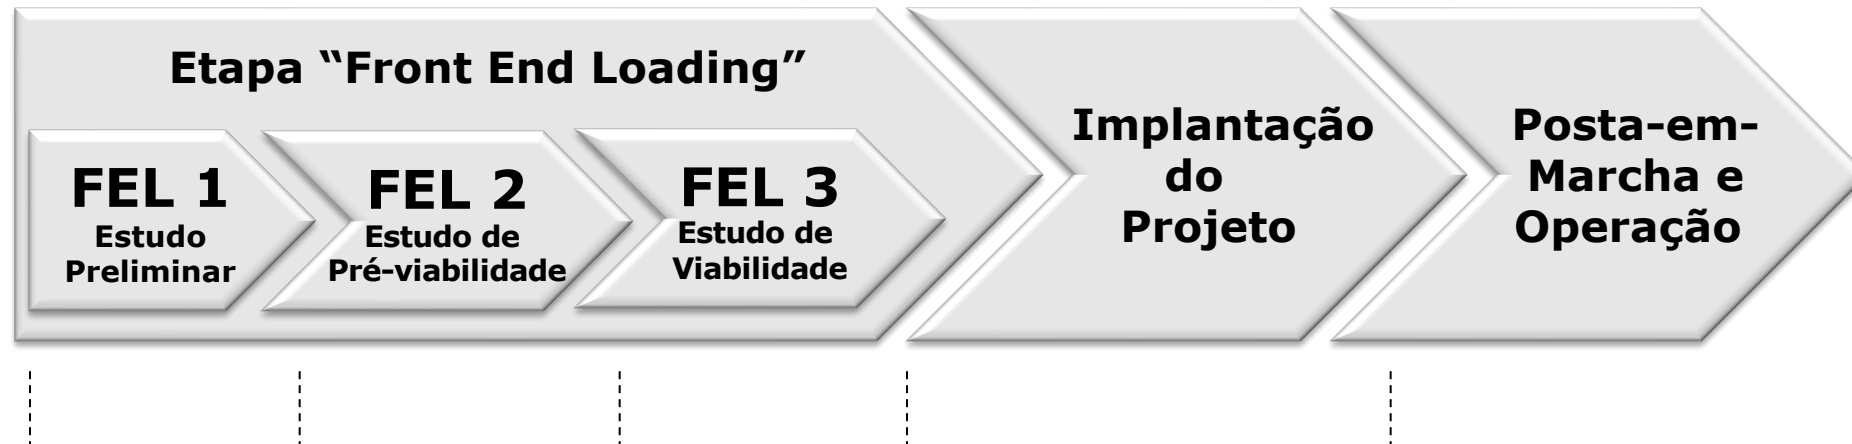 Etapa “Front End Loading”
FEL 1
Estudo
Preliminar
FEL 2
Estudo de
Pré-viabilidade
FEL 3
Estudo de
Viabilidade
Implantação
do
Projeto
Posta-em-
Marcha e
Operação